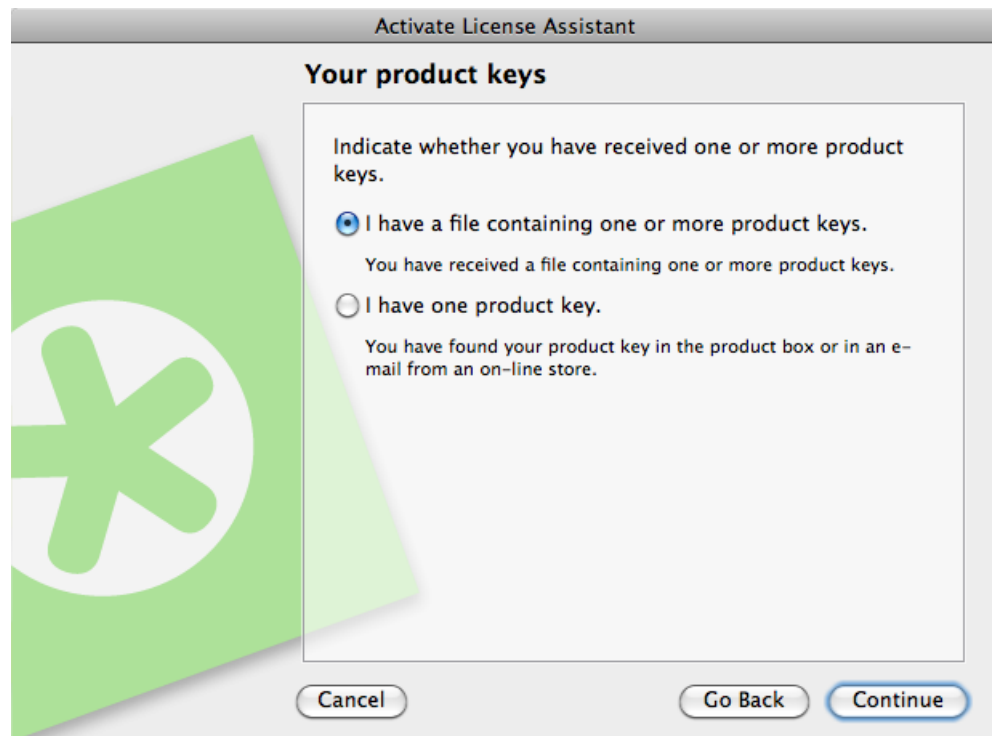 Activate License Assistant
Your product keys
Indicate whether you have received one or more product
keys.
I have a file containing one or more product keys.
You have received a file containing one or more product keys.
I have one product key.
You have found your product key in the product box or in an e-
mail from an on-line store.
Cancel
Go Back
Continue